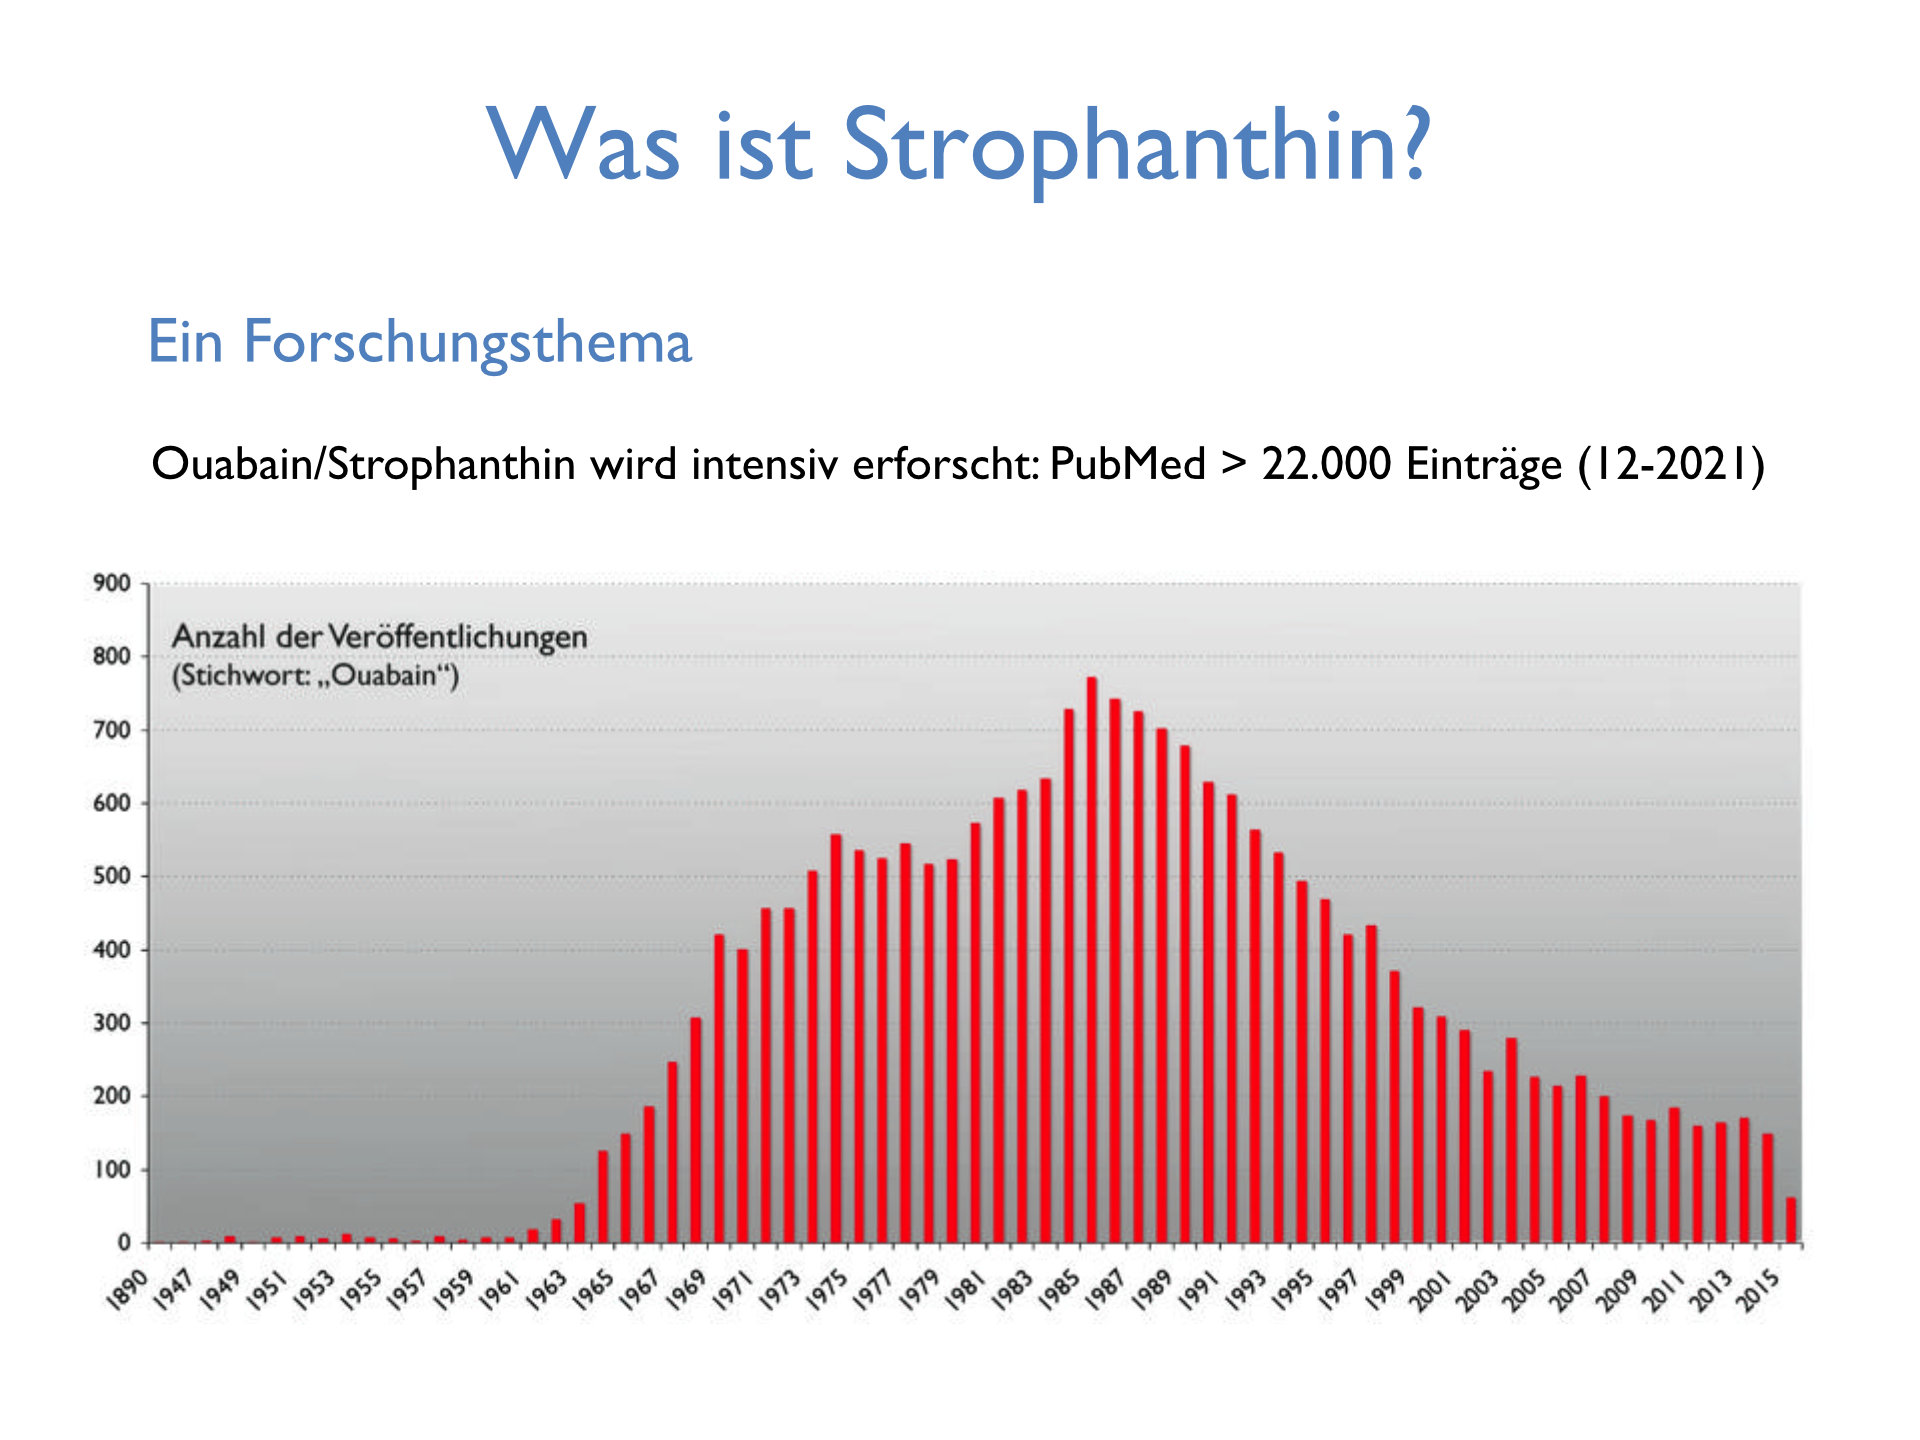 Was ist Strophanthin?
Ein Forschungsthema
Ouabain/Strophanthin wird intensiv erforscht: PubMed > 22.000 Einträge (12-2021)
900
Anzahl der Veröffentlichungen
800
(Stichwort: „Ouabain“)
700
600
500
400
300
200
100
0
1890 1947 1949 1951 1953 1955 1957 1959 1961 1963 1965 1967 1969 1971 1973 1975 1977 1979 1981 1983 1985 1987 1989 1991 1993 1995 1997 1999 2001 2003 2005 2007 2009 2011 2013 2015